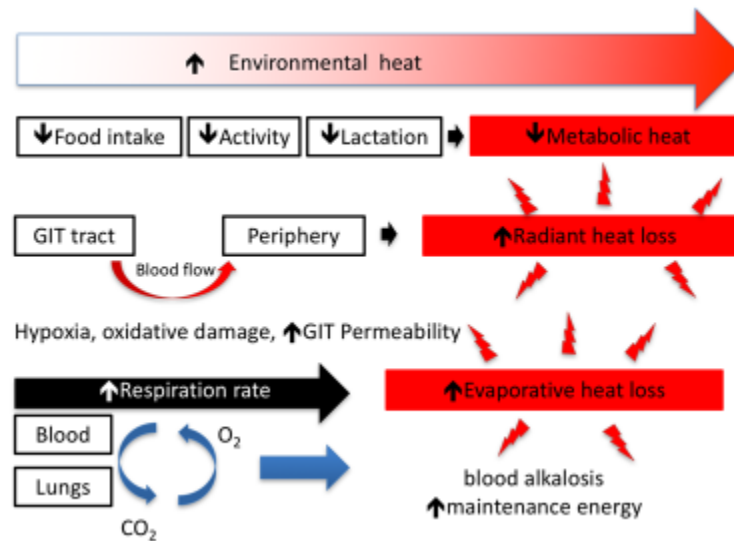 ↑ Environmental heat
↓Food intake ↓Activity ↓Lactation ↓Metabolic heat
GIT tract Periphery ↑Radiant heat loss
Blood flow
Hypoxia, oxidative damage, ↑GIT Permeability
↑Respiration rate ↑Evaporative heat loss
Blood O₂
Lungs blood alkalosis
↑maintenance energy
CO₂